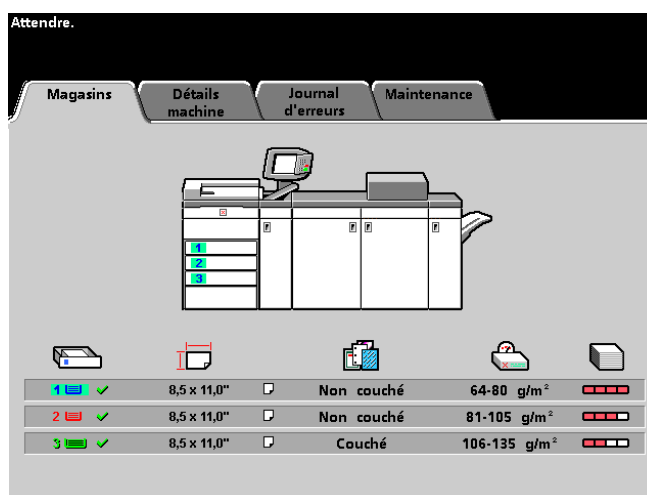 Attendre.
Magasins
Détails
machine
Journal
d'erreurs
Maintenance
1
2
3
1 8,5 x 11,0" Non couché 64-80 g/m²
2 8,5 x 11,0" Non couché 81-105 g/m²
3 8,5 x 11,0" Couché 106-135 g/m²